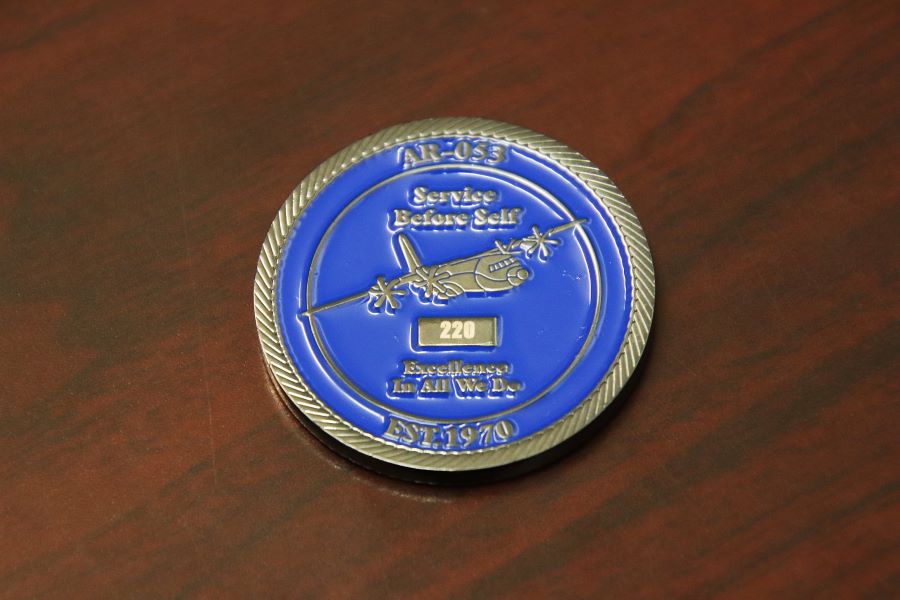 AR-053
Service
Before Self
220
Excellence
In All We Do
EST.1970